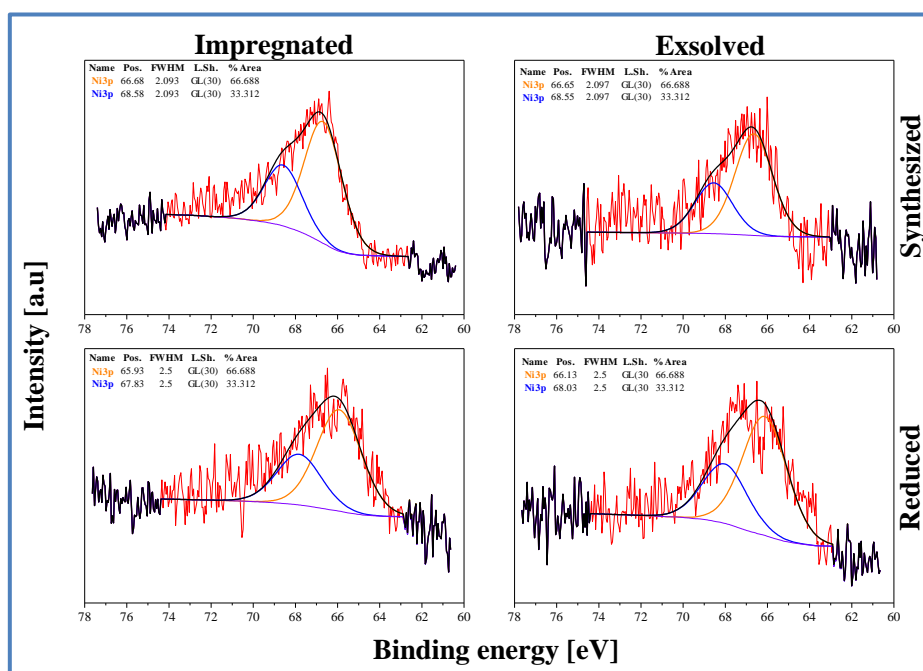 Impregnated
Exsolved
Name Pos. FWHM L.Sh. % Area
Ni3p 66.68 2.093 GL(30) 66.688
Ni3p 68.58 2.093 GL(30) 33.312
78 76 74 72 70 68 66 64 62 60
Name Pos. FWHM L.Sh. % Area
Ni3p 66.65 2.097 GL(30) 66.688
Ni3p 68.55 2.097 GL(30) 33.312
78 76 74 72 70 68 66 64 62 60
Synthesized
Name Pos. FWHM L.Sh. % Area
Ni3p 65.93 2.5 GL(30) 66.688
Ni3p 67.83 2.5 GL(30) 33.312
78 76 74 72 70 68 66 64 62 60
Name Pos. FWHM L.Sh. % Area
Ni3p 66.13 2.5 GL(30 66.688
Ni3p 68.03 2.5 GL(30 33.312
78 76 74 72 70 68 66 64 62 60
Reduced
Intensity [a.u]
Binding energy [eV]